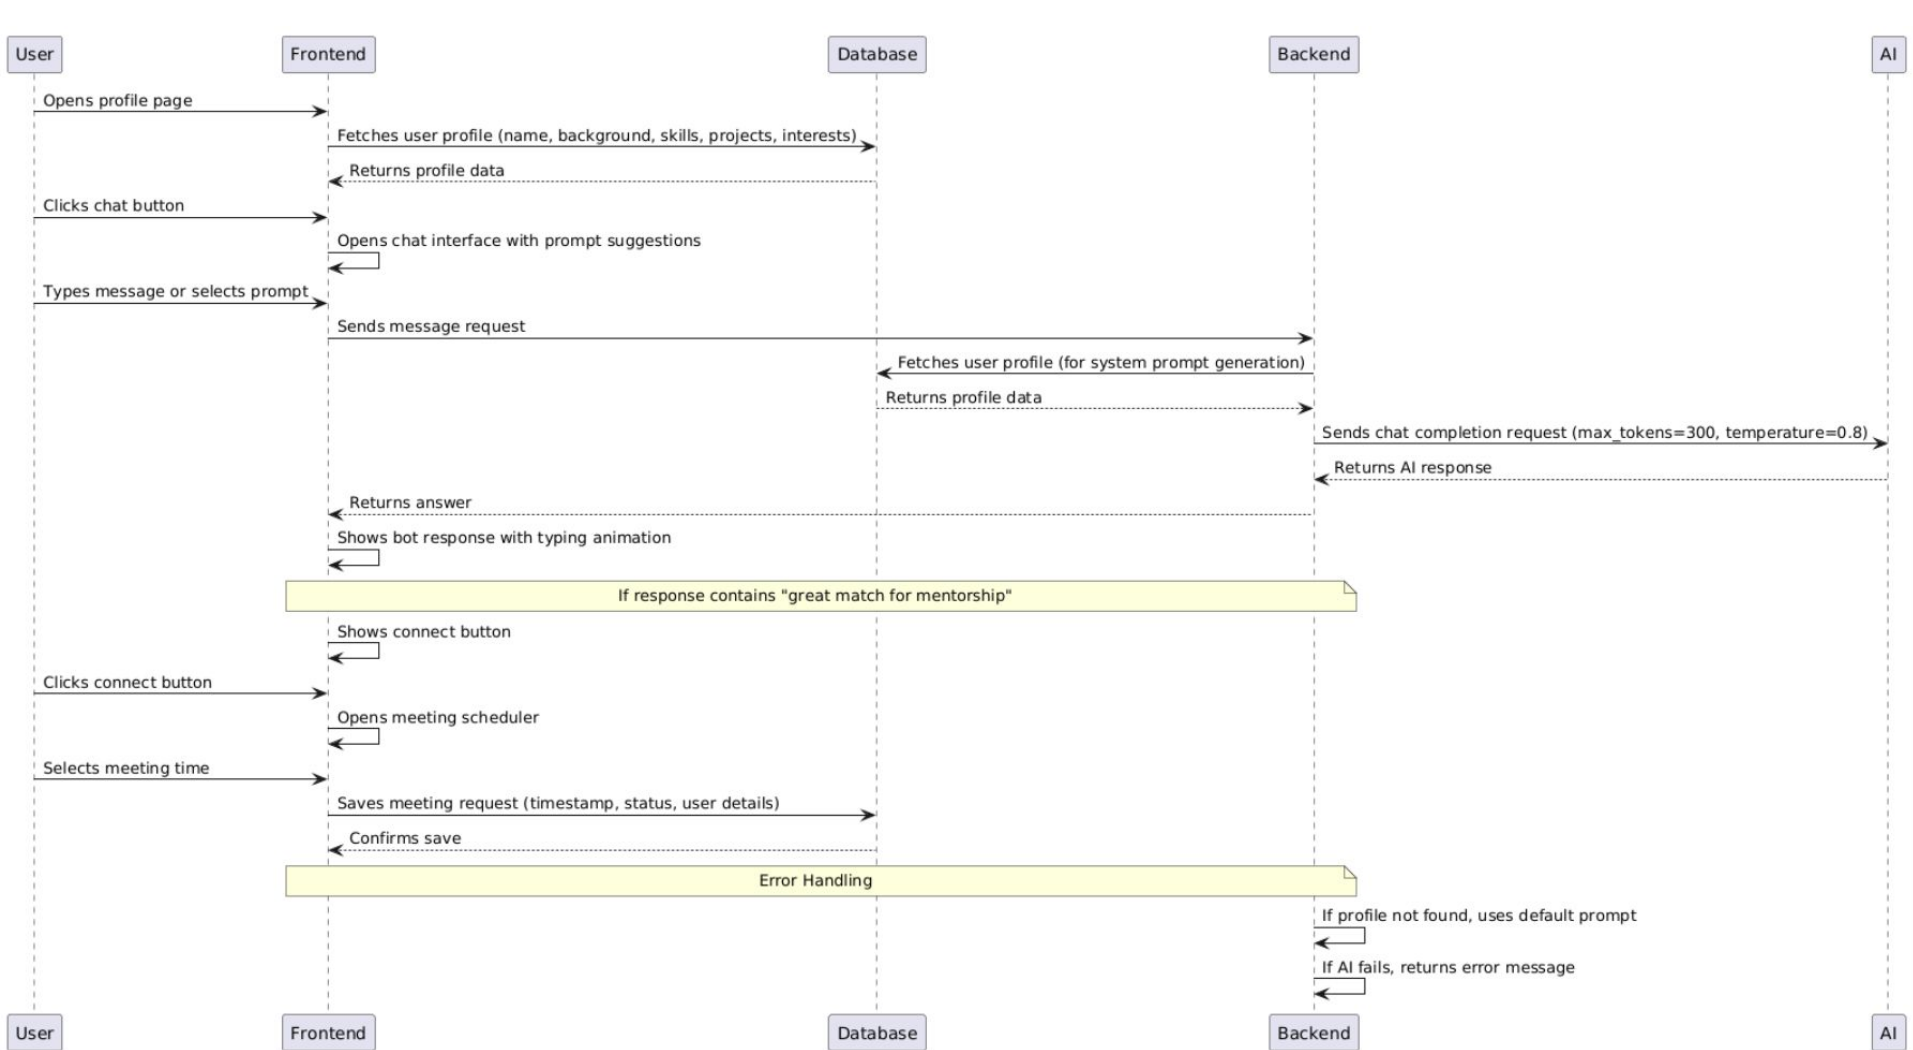 User
Frontend
Database
Backend
AI
Opens profile page
Fetches user profile (name, background, skills, projects, interests)
Returns profile data
Clicks chat button
Opens chat interface with prompt suggestions
Types message or selects prompt
Sends message request
Fetches user profile (for system prompt generation)
Returns profile data
Sends chat completion request (max_tokens=300, temperature=0.8)
Returns AI response
Returns answer
Shows bot response with typing animation
If response contains "great match for mentorship"
Shows connect button
Clicks connect button
Opens meeting scheduler
Selects meeting time
Saves meeting request (timestamp, status, user details)
Confirms save
Error Handling
If profile not found, uses default prompt
If AI fails, returns error message
User
Frontend
Database
Backend
AI